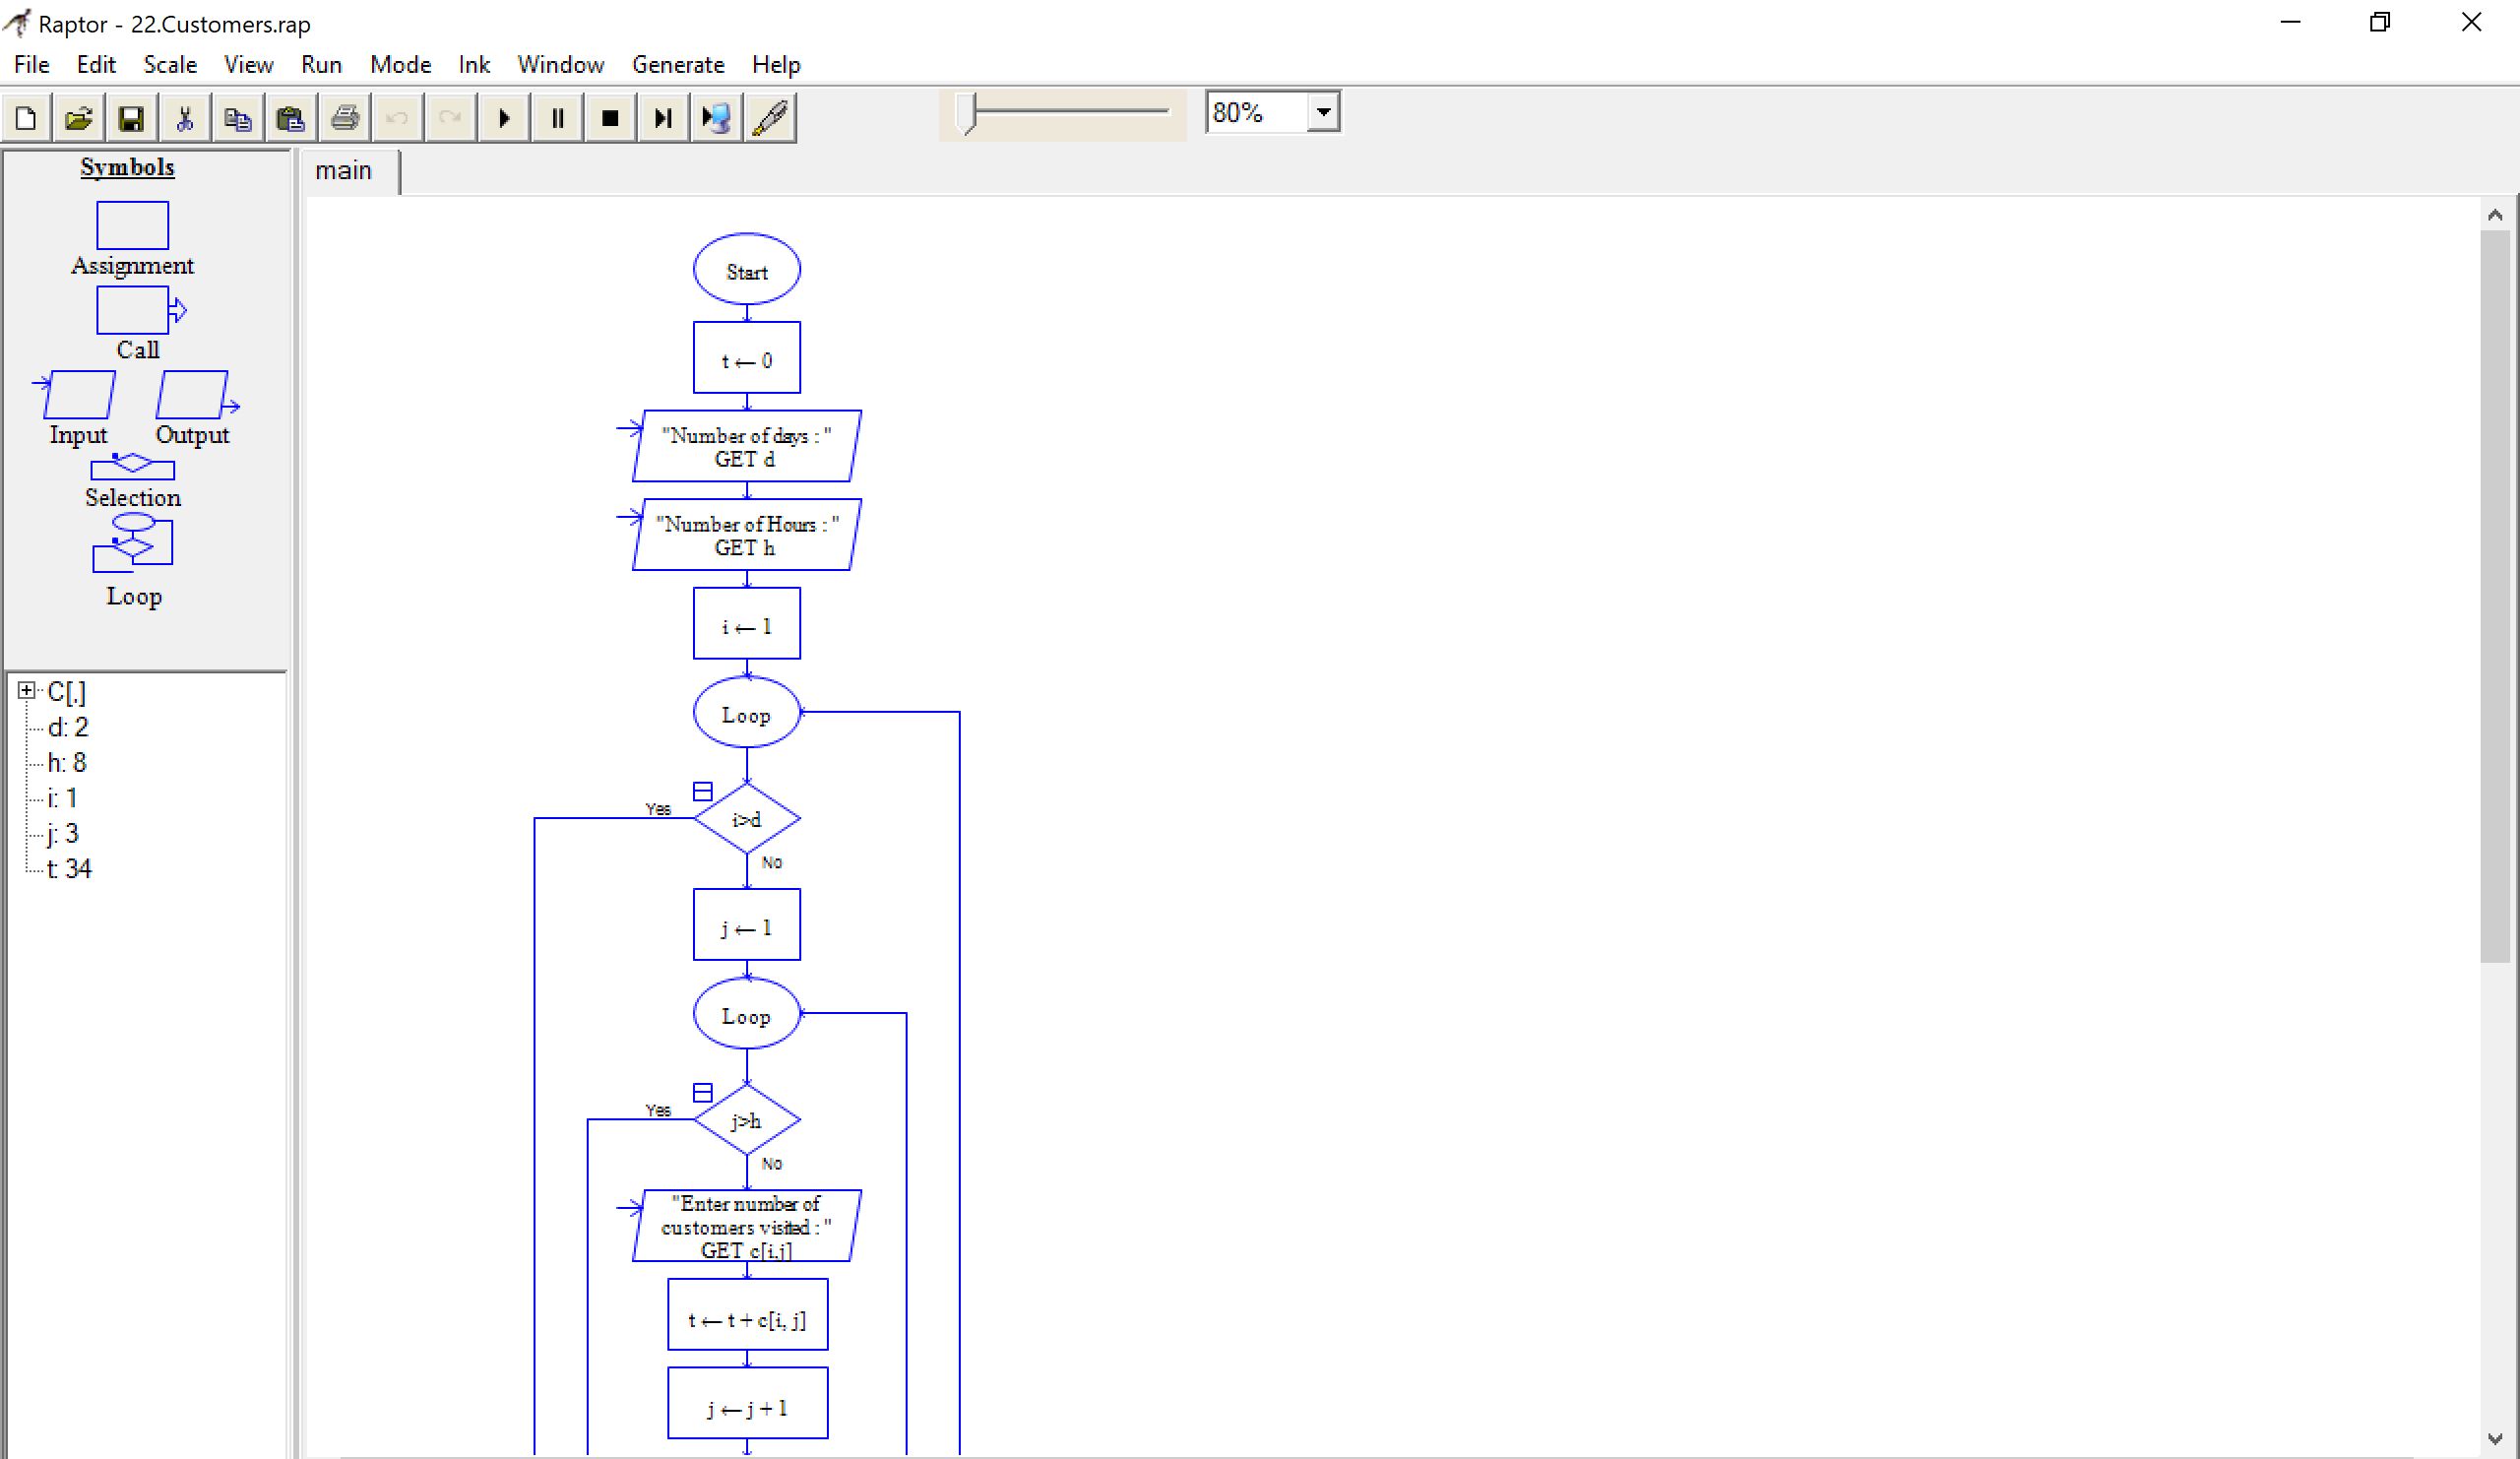 Raptor - 22.Customers.rap
File Edit Scale View Run Mode Ink Window Generate Help
80%
Symbols
Assignment
Call
Input Output
Selection
Loop
C[,]
d: 2
h: 8
i: 1
j: 3
t: 34
main
Start
t ← 0
"Number of days : "
GET d
"Number of Hours : "
GET h
i ← 1
Loop
Yes
i>d
No
j ← 1
Loop
Yes
j>h
No
"Enter number of
customers visited : "
GET c[i,j]
t ← t + c[i, j]
j ← j + 1